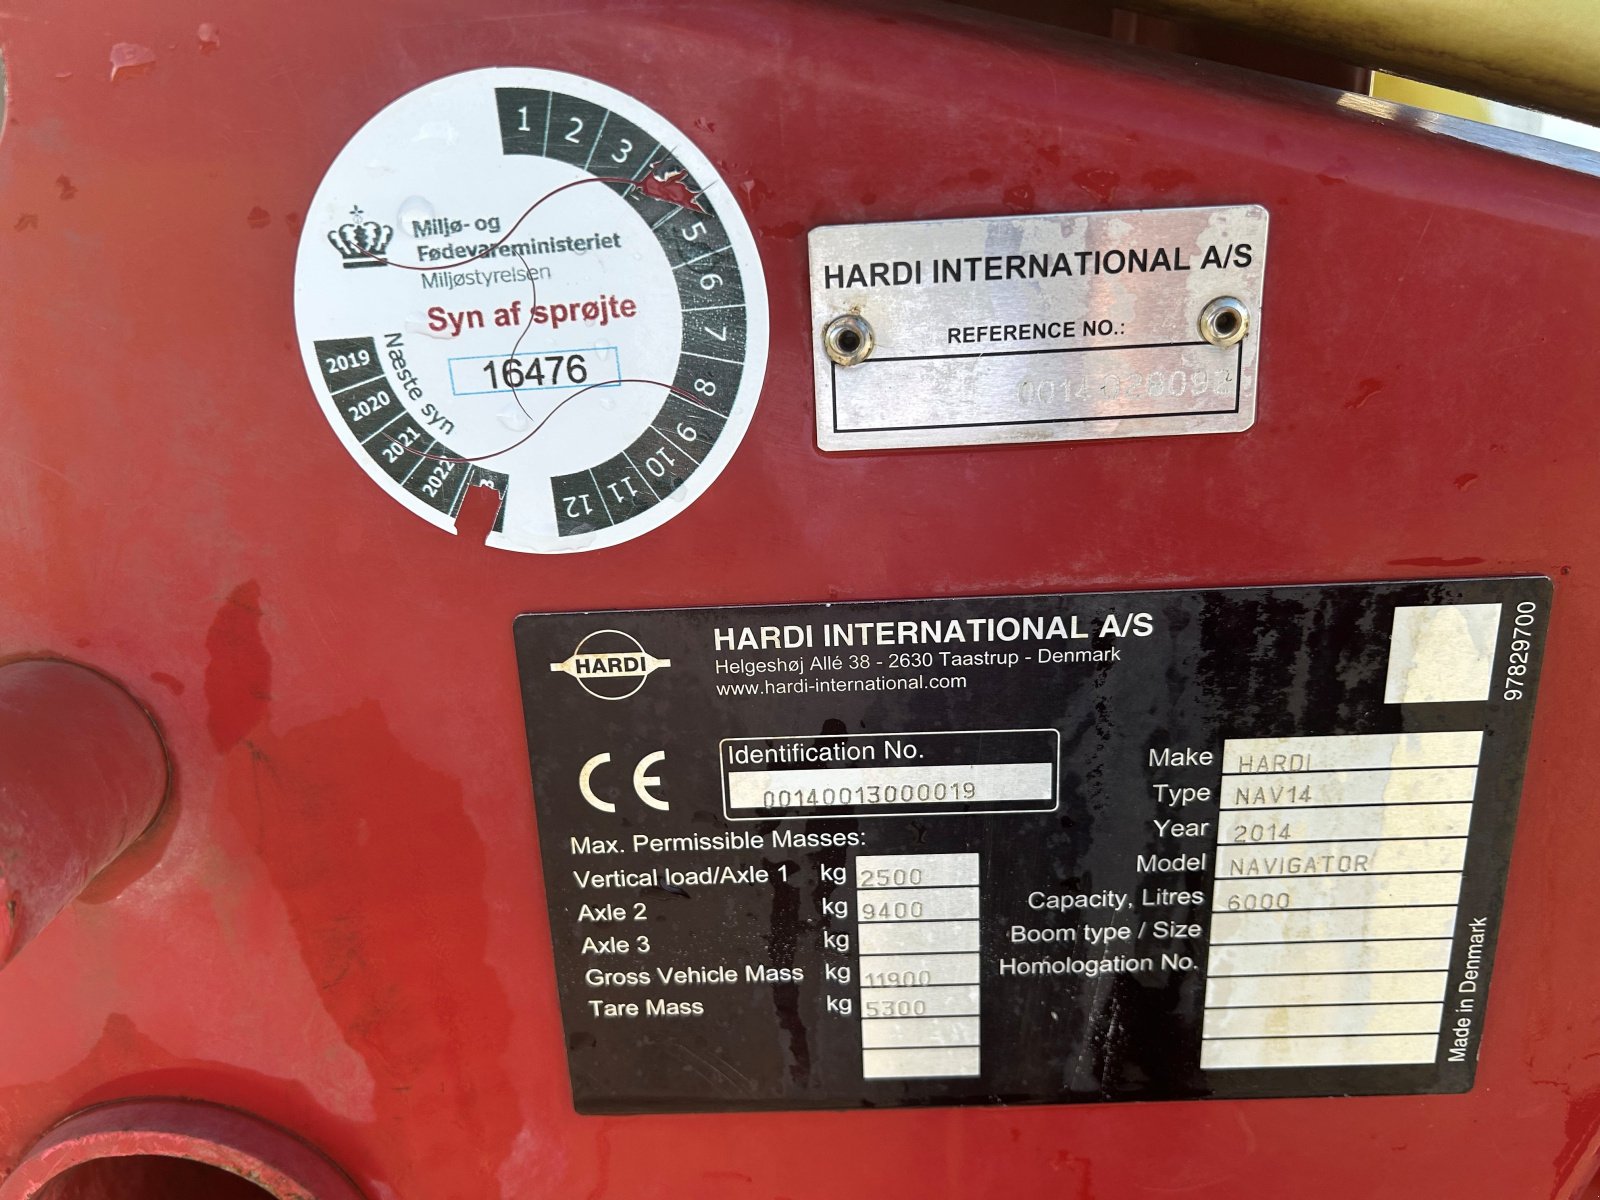 1 2 3 5 6 7 8 9 10 11 12
Miljø- og
Fødevareministeriet
Miljøstyrelsen
Syn af sprøjte
16476
Næste syn
2019
2020
2021
2022
HARDI INTERNATIONAL A/S
REFERENCE NO.:
HARDI
HARDI INTERNATIONAL A/S
Helgeshøj Allé 38 - 2630 Taastrup - Denmark
www.hardi-international.com
97829700
CE
Identification No.
00140013000019
Max. Permissible Masses:
Vertical load/Axle 1 kg 2500
Axle 2 kg 9400
Axle 3 kg
Gross Vehicle Mass kg 11900
Tare Mass kg 5300
Make HARDI
Type NAV14
Year 2014
Model NAVIGATOR
Capacity, Litres 6000
Boom type / Size
Homologation No.
Made in Denmark